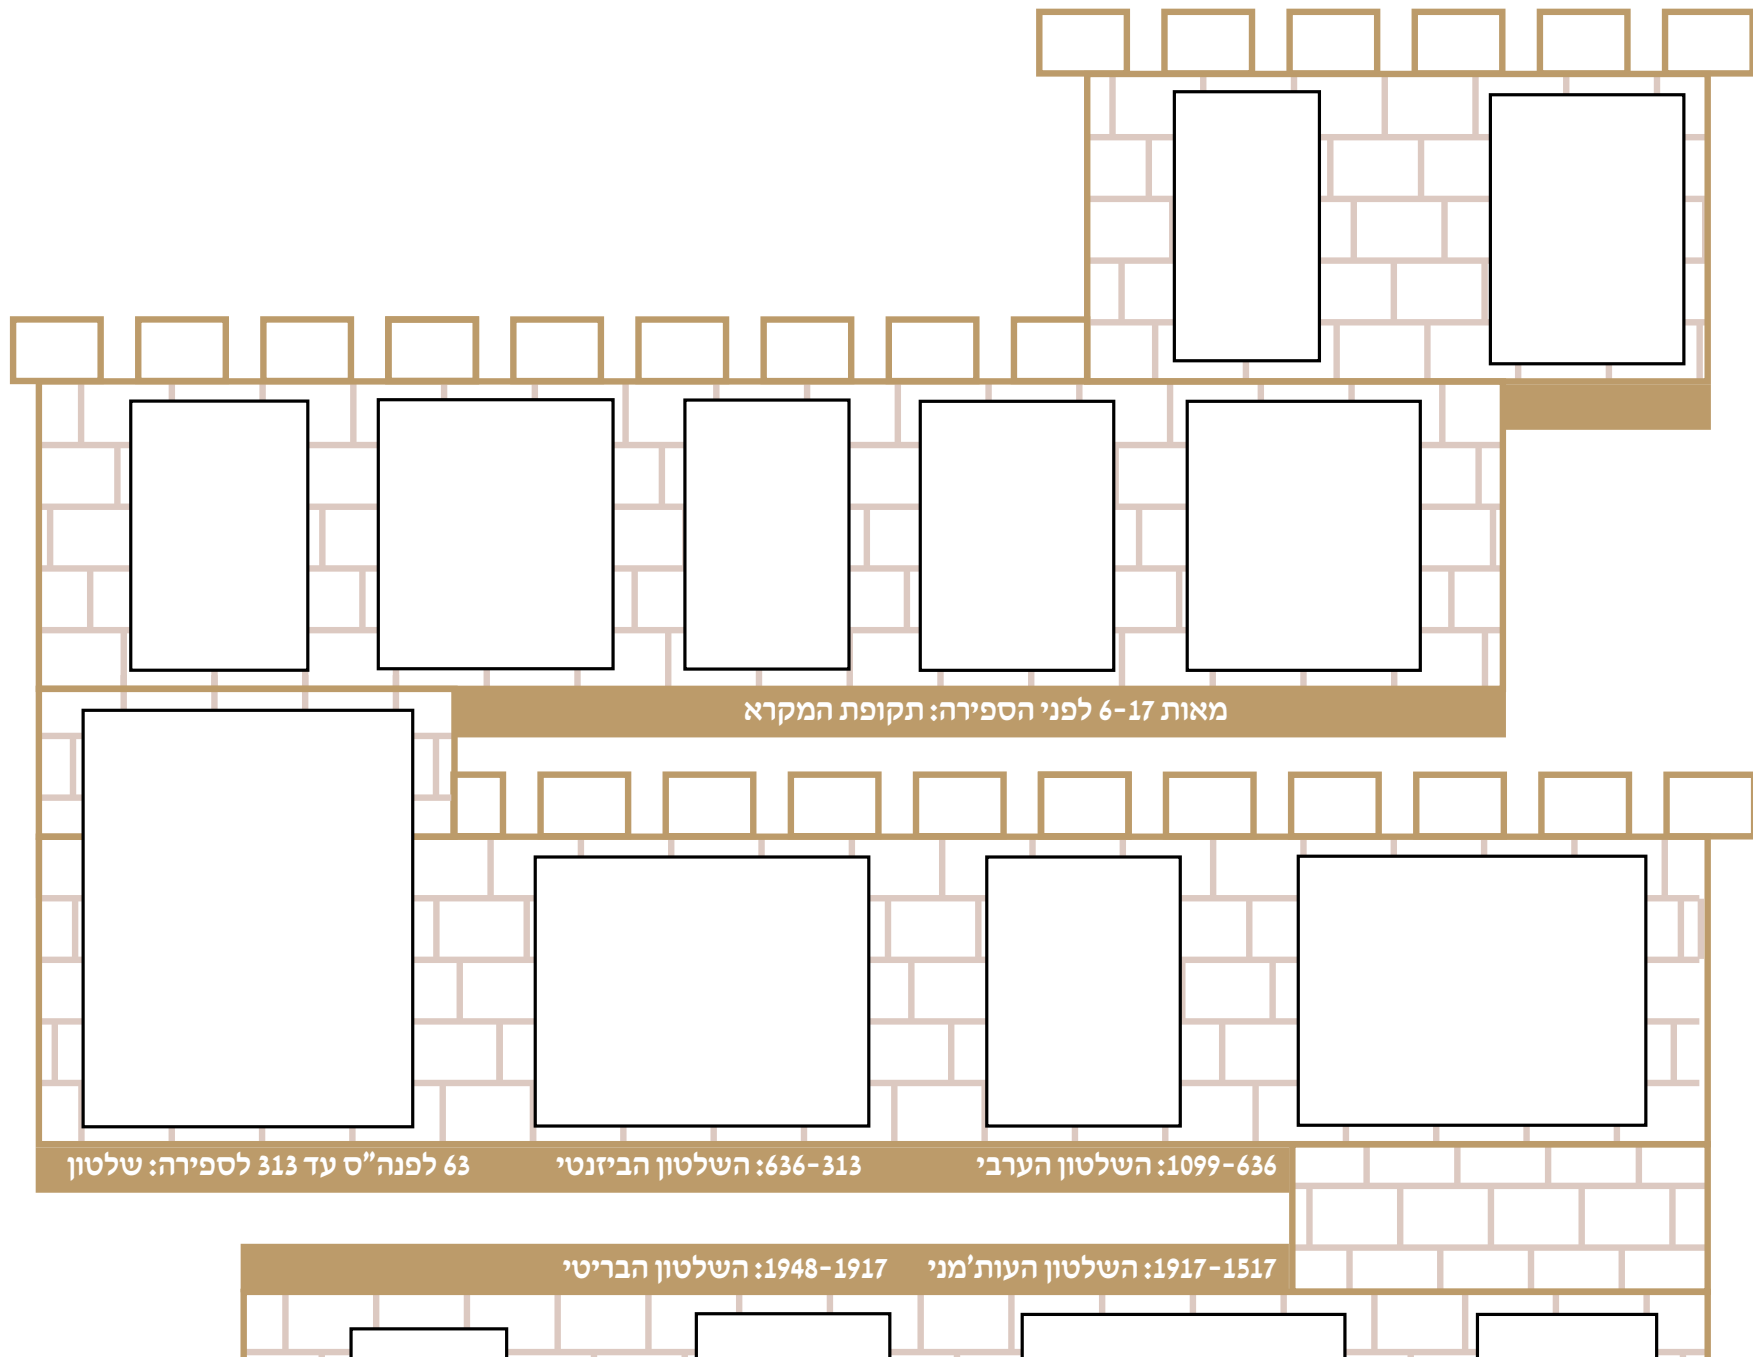 מאות 6-17 לפני הספירה: תקופת המקרא
636-1099: השלטון הערבי
313-636: השלטון הביזנטי
63 לפנה"ס עד 313 לספירה: שלטון
1517-1917: השלטון העות'מני
1917-1948: השלטון הבריטי